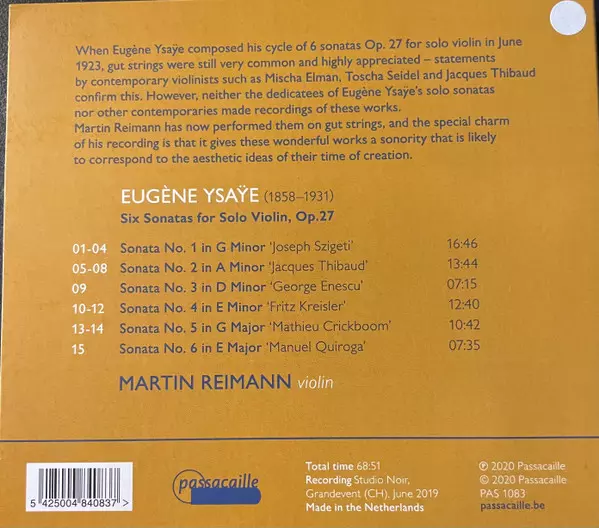 When Eugène Ysaÿe composed his cycle of 6 sonatas Op. 27 for solo violin in June
1923, gut strings were still very common and highly appreciated – statements
by contemporary violinists such as Mischa Elman, Toscha Seidel and Jacques Thibaud
confirm this. However, neither the dedicatees of Eugène Ysaÿe's solo sonatas
nor other contemporaries made recordings of these works.
Martin Reimann has now performed them on gut strings, and the special charm
of his recording is that it gives these wonderful works a sonority that is likely
to correspond to the aesthetic ideas of their time of creation.
EUGÈNE YSAŸE (1858–1931)
Six Sonatas for Solo Violin, Op.27
01-04 Sonata No. 1 in G Minor ‘Joseph Szigeti’ 16:46
05-08 Sonata No. 2 in A Minor ‘Jacques Thibaud’ 13:44
09 Sonata No. 3 in D Minor ‘George Enescu’ 07:15
10-12 Sonata No. 4 in E Minor ‘Fritz Kreisler’ 12:40
13-14 Sonata No. 5 in G Major ‘Mathieu Crickboom’ 10:42
15 Sonata No. 6 in E Major ‘Manuel Quiroga’ 07:35
MARTIN REIMANN violin
5 425004 840837 >
passacaille
Total time 68:51
Recording Studio Noir,
Grandevent (CH), June 2019
Made in the Netherlands
℗ 2020 Passacaille
© 2020 Passacaille
PAS 1083
passacaille.be